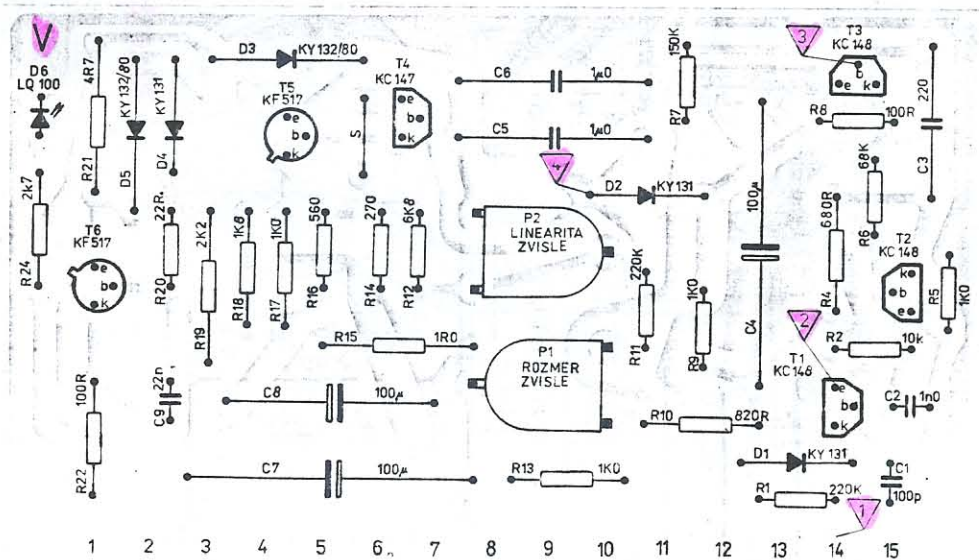 V
D6
LQ 100
4R7
R21
KY 132/80
D5
KY 131
D4
D3
KY 132/80
T5
KF 517
e
b
k
S
T4
KC 147
e
b
k
C6
1µ0
C5
1µ0
4
150K
R7
D2
KY131
3
T3
KC 148
b
e
k
R8
100R
220
C3
68K
R6
2k7
R24
T6
KF 517
e
b
k
22R
R20
2K2
R19
1K8
R18
1K0
R17
560
R16
270
R14
6K8
R12
P2
LINEARITA
ZVISLE
220K
R11
1K0
R9
100µ
C4
680R
R4
T2
KC 148
k
b
e
R5
1K0
R15
1R0
P1
ROZMER
ZVISLE
2
R2
10k
T1
KC 148
e
b
k
C2
1n0
100R
R22
22n
C9
C8
100µ
R10
820R
C7
100µ
R13
1K0
D1
KY 131
R1
220K
C1
100p
1
1 2 3 4 5 6 7 8 9 10 11 12 13 14 15